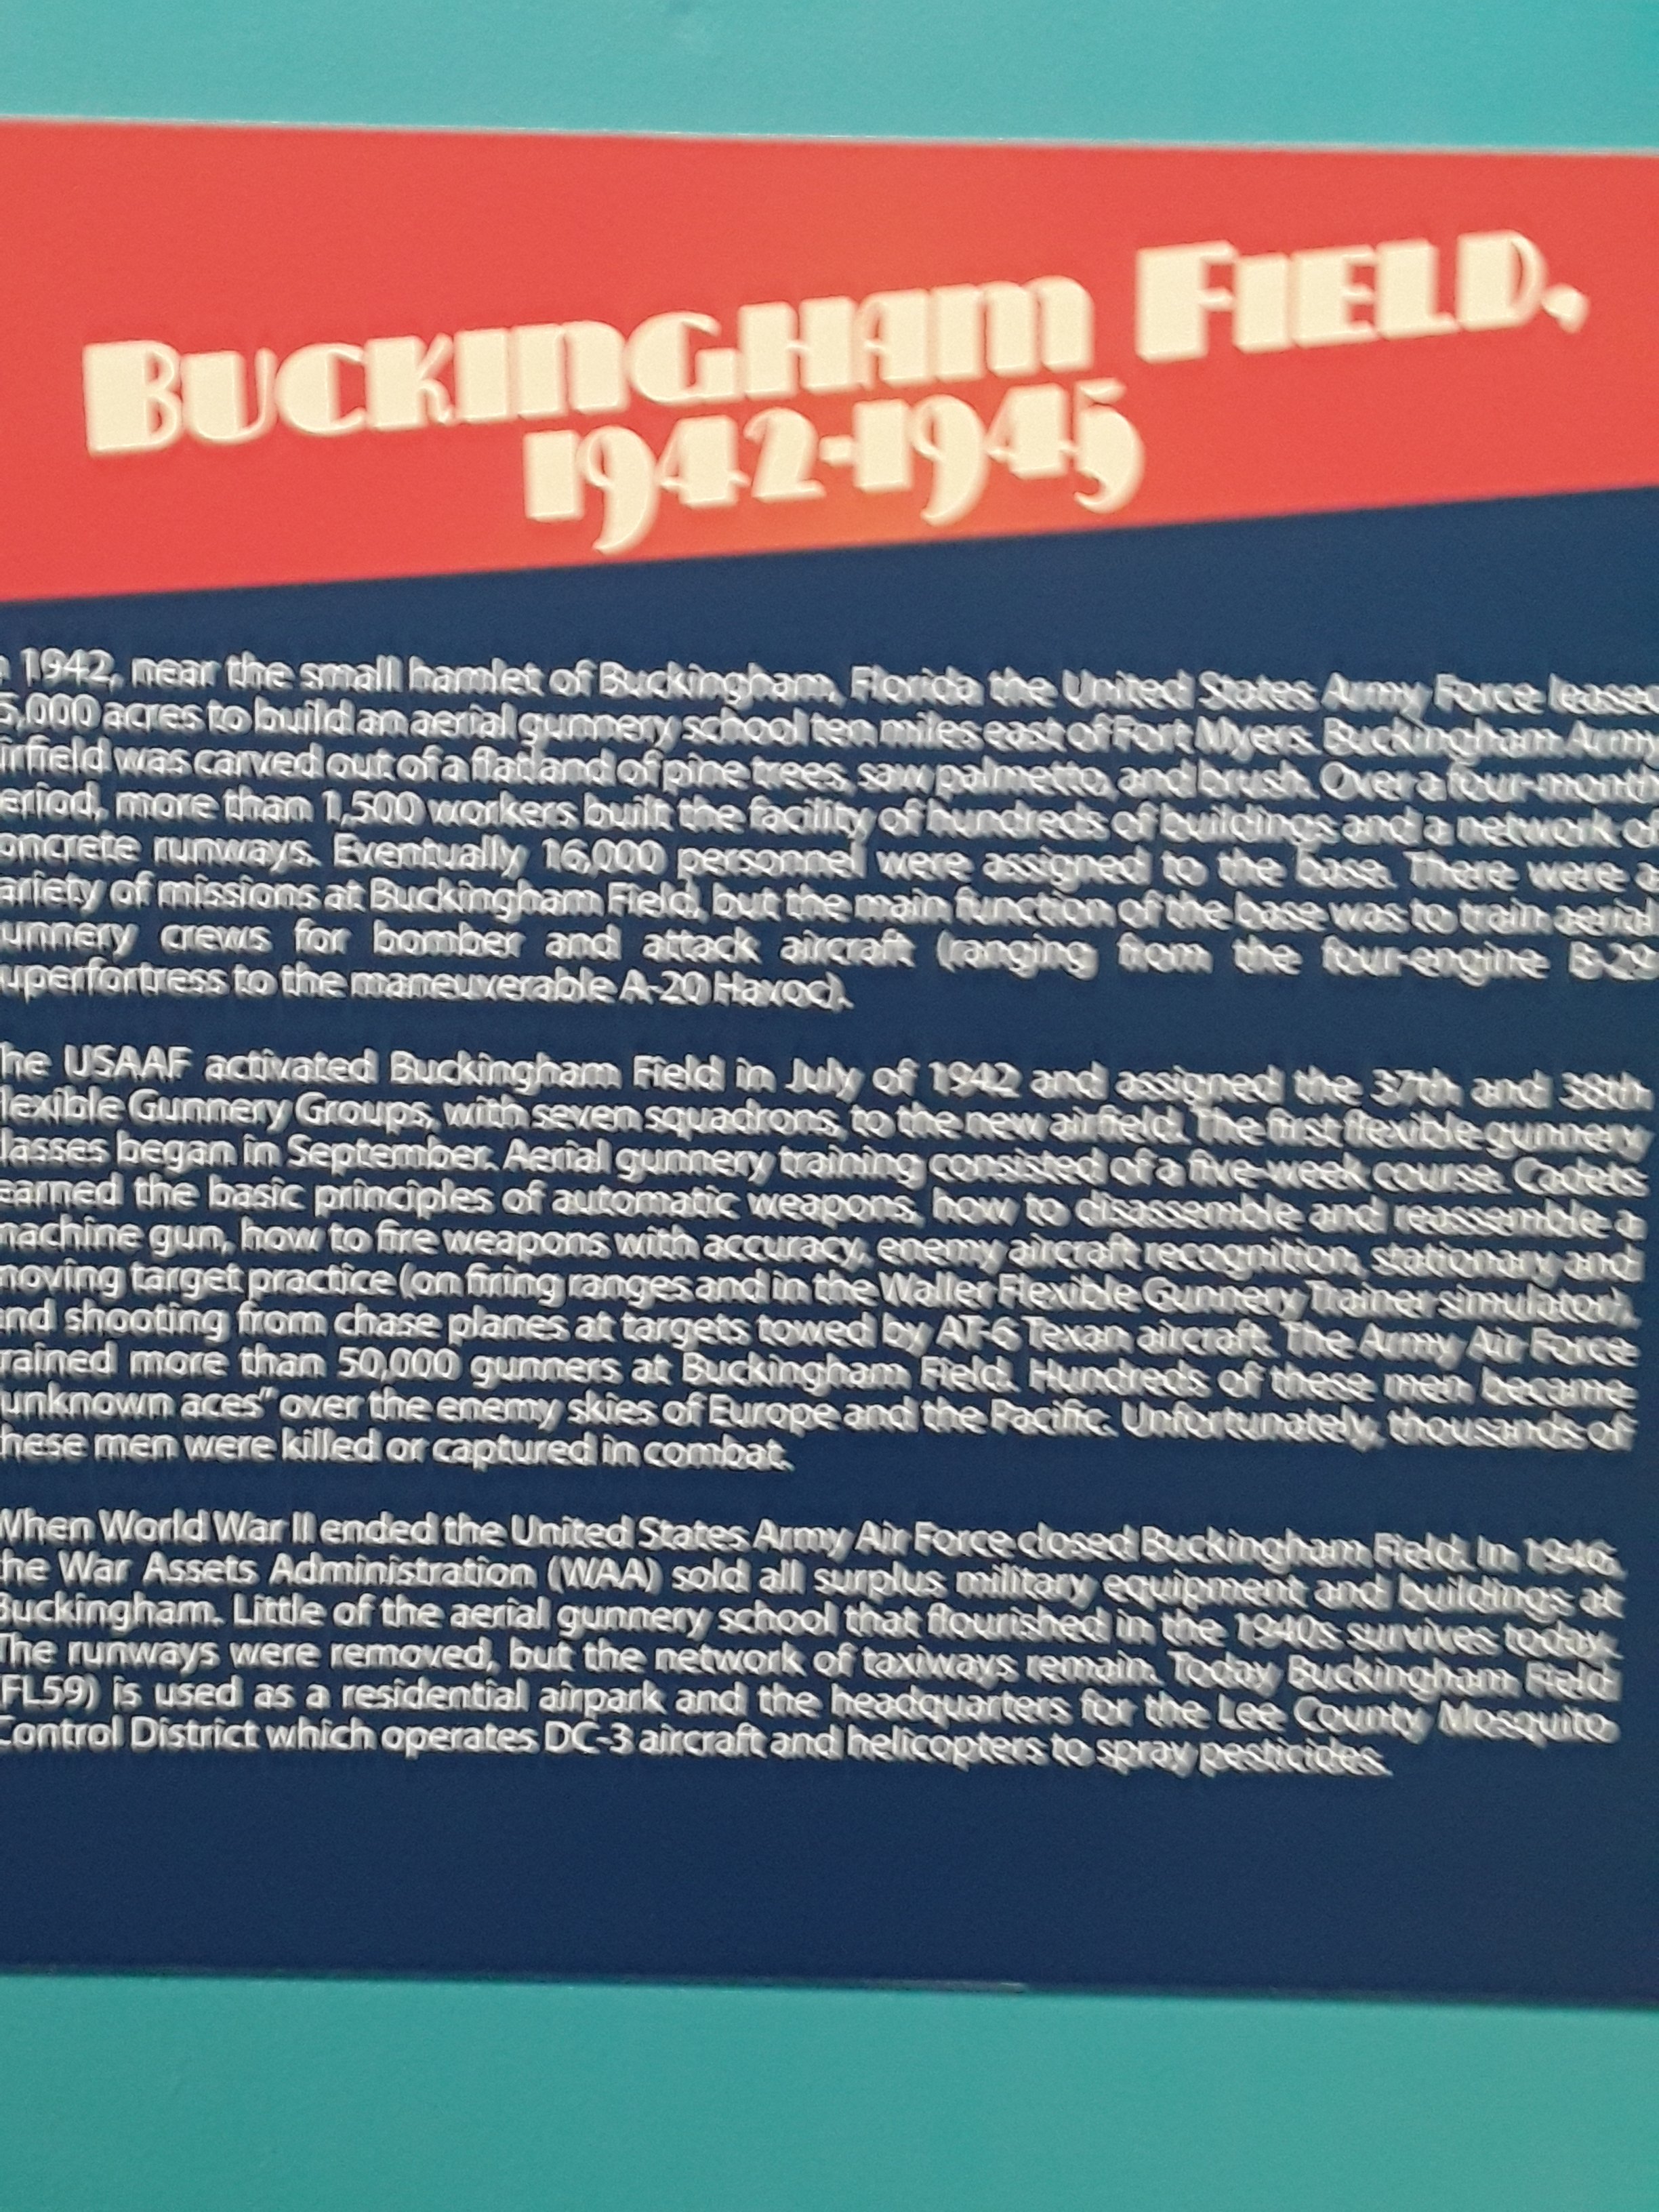 BUCKINGHAM FIELD,
1942-1945
1942, near the small hamlet of Buckingham, Florida the United States Army Force leased
5,000 acres to build an aerial gunnery school ten miles east of Fort Myers. Buckingham Army
irfield was carved out of a flatland of pine trees, saw palmetto, and brush. Over a four-month
eriod, more than 1,500 workers built the facility of hundreds of buildings and a network of
oncrete runways. Eventually 16,000 personnel were assigned to the base. There were a
ariety of missions at Buckingham Field, but the main function of the base was to train aerial
unnery crews for bomber and attack aircraft (ranging from the four-engine B-29
uperfortress to the maneuverable A-20 Havoc).
he USAAF activated Buckingham Field in July of 1942 and assigned the 37th and 38th
lexible Gunnery Groups, with seven squadrons, to the new airfield. The first flexible gunnery
lasses began in September. Aerial gunnery training consisted of a five-week course. Cadets
earned the basic principles of automatic weapons, how to disassemble and reassemble a
machine gun, how to fire weapons with accuracy, enemy aircraft recognition, stationary and
moving target practice (on firing ranges and in the Waller Flexible Gunnery Trainer simulator),
nd shooting from chase planes at targets towed by AT-6 Texan aircraft. The Army Air Force
rained more than 50,000 gunners at Buckingham Field. Hundreds of these men became
unknown aces" over the enemy skies of Europe and the Pacific. Unfortunately, thousands of
hese men were killed or captured in combat.
When World War II ended the United States Army Air Force closed Buckingham Field. In 1946,
the War Assets Administration (WAA) sold all surplus military equipment and buildings at
Buckingham. Little of the aerial gunnery school that flourished in the 1940s survives today.
The runways were removed, but the network of taxiways remain. Today Buckingham Field
(FL59) is used as a residential airpark and the headquarters for the Lee County Mosquito
Control District which operates DC-3 aircraft and helicopters to spray pesticides.